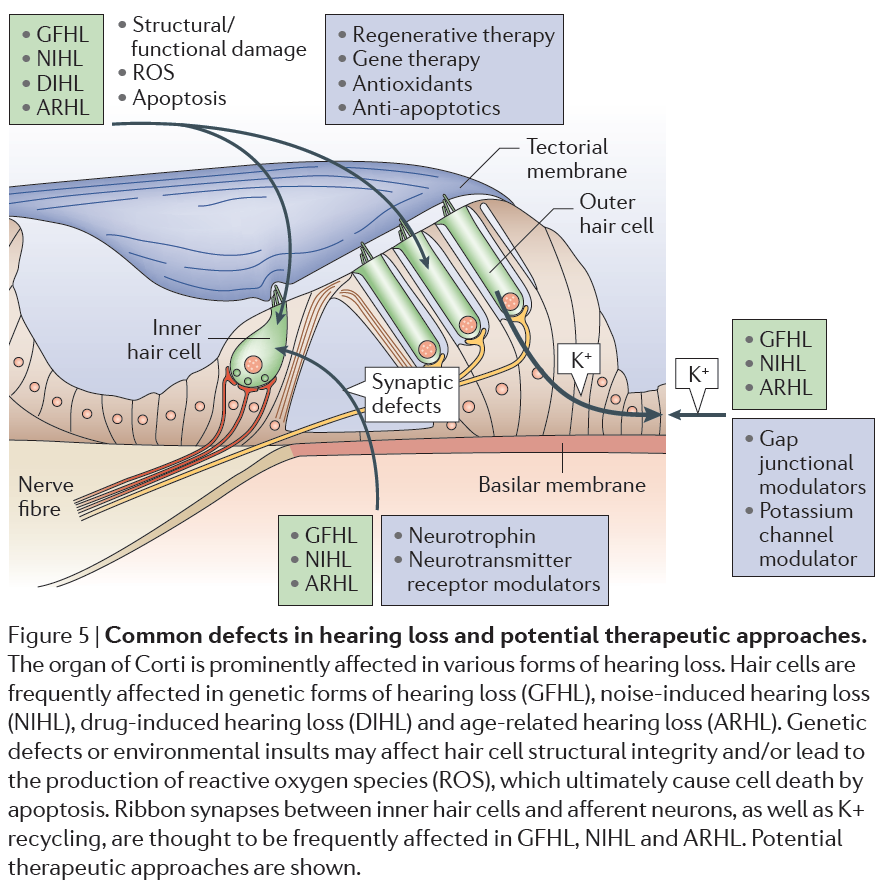 • GFHL
• NIHL
• DIHL
• ARHL
• Structural/
functional damage
• ROS
• Apoptosis
• Regenerative therapy
• Gene therapy
• Antioxidants
• Anti-apoptotics
Tectorial
membrane
Outer
hair cell
Inner
hair cell
Synaptic
defects
K⁺
K⁺
• GFHL
• NIHL
• ARHL
• Gap
junctional
modulators
• Potassium
channel
modulator
Nerve
fibre
Basilar membrane
• GFHL
• NIHL
• ARHL
• Neurotrophin
• Neurotransmitter
receptor modulators
Figure 5 | Common defects in hearing loss and potential therapeutic approaches.
The organ of Corti is prominently affected in various forms of hearing loss. Hair cells are
frequently affected in genetic forms of hearing loss (GFHL), noise-induced hearing loss
(NIHL), drug-induced hearing loss (DIHL) and age-related hearing loss (ARHL). Genetic
defects or environmental insults may affect hair cell structural integrity and/or lead to
the production of reactive oxygen species (ROS), which ultimately cause cell death by
apoptosis. Ribbon synapses between inner hair cells and afferent neurons, as well as K+
recycling, are thought to be frequently affected in GFHL, NIHL and ARHL. Potential
therapeutic approaches are shown.